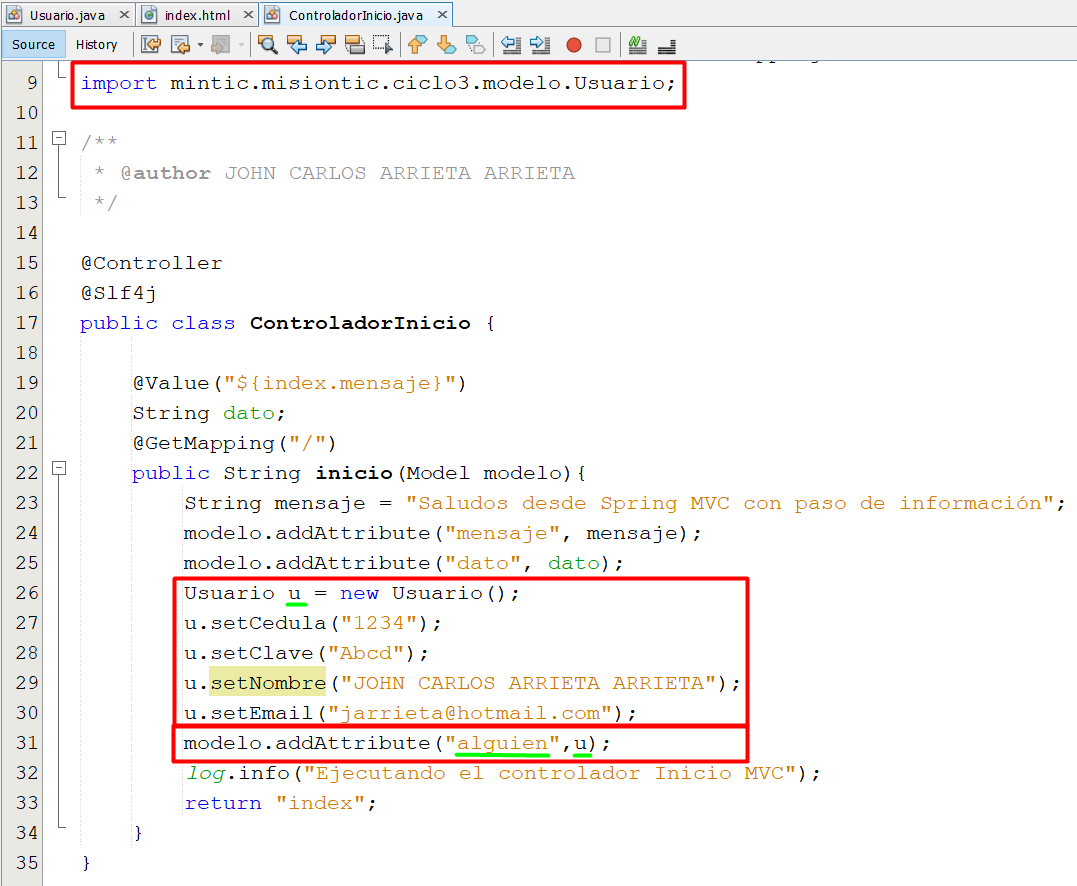 Usuario.java index.html ControladorInicio.java
Source History
9 import mintic.misiontic.ciclo3.modelo.Usuario;
10
11 /**
12 * @author JOHN CARLOS ARRIETA ARRIETA
13 */
14
15 @Controller
16 @Slf4j
17 public class ControladorInicio {
18
19 @Value("${index.mensaje}")
20 String dato;
21 @GetMapping("/")
22 public String inicio(Model modelo){
23 String mensaje = "Saludos desde Spring MVC con paso de información";
24 modelo.addAttribute("mensaje", mensaje);
25 modelo.addAttribute("dato", dato);
26 Usuario u = new Usuario();
27 u.setCedula("1234");
28 u.setClave("Abcd");
29 u.setNombre("JOHN CARLOS ARRIETA ARRIETA");
30 u.setEmail("jarrieta@hotmail.com");
31 modelo.addAttribute("alguien",u);
32 log.info("Ejecutando el controlador Inicio MVC");
33 return "index";
34 }
35 }